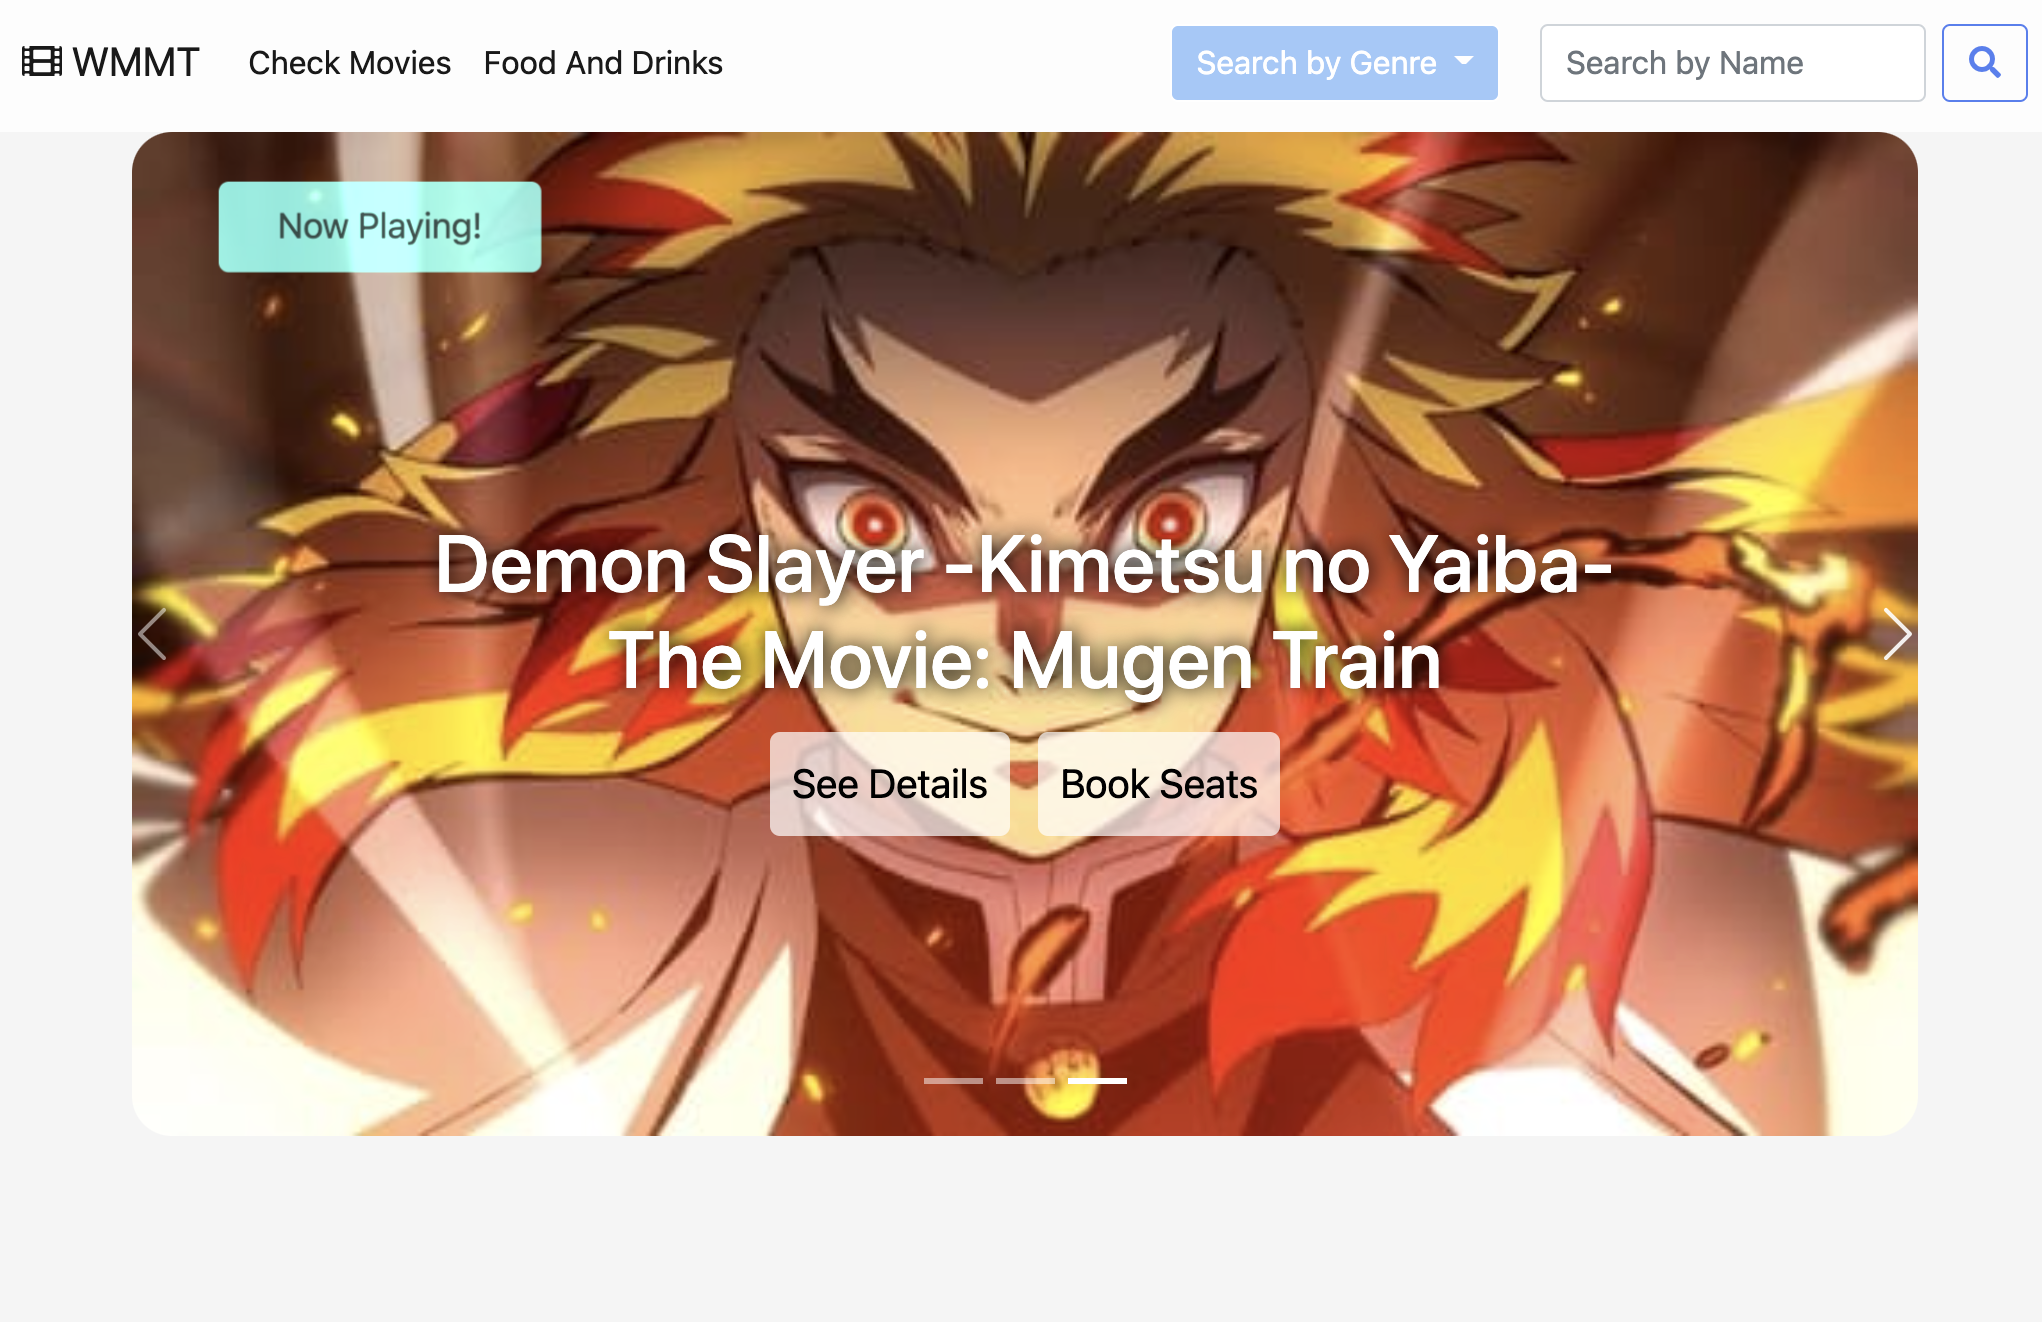 WMMT
Check Movies
Food And Drinks
Search by Genre
Search by Name
Now Playing!
Demon Slayer -Kimetsu no Yaiba-
The Movie: Mugen Train
See Details
Book Seats